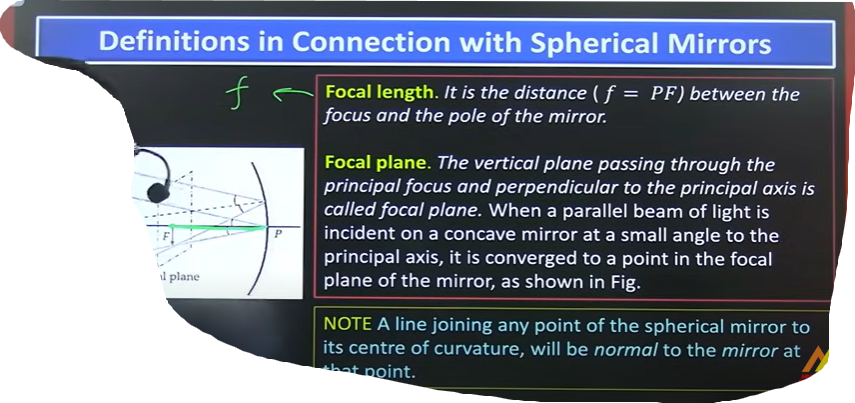 Definitions in Connection with Spherical Mirrors
f
Focal length. It is the distance ( f = PF) between the
focus and the pole of the mirror.
Focal plane. The vertical plane passing through the
principal focus and perpendicular to the principal axis is
called focal plane. When a parallel beam of light is
incident on a concave mirror at a small angle to the
principal axis, it is converged to a point in the focal
plane of the mirror, as shown in Fig.
F
P
plane
NOTE A line joining any point of the spherical mirror to
its centre of curvature, will be normal to the mirror at
that point.